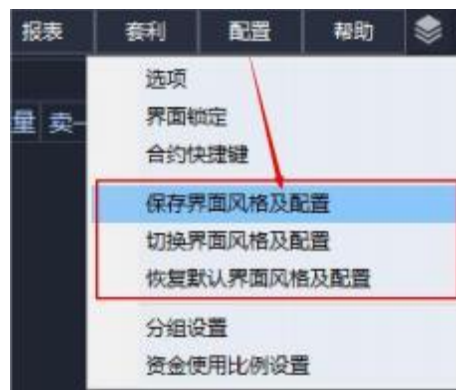 报表 套利 配置 帮助
选项
量 卖一
界面锁定
合约快捷键
保存界面风格及配置
切换界面风格及配置
恢复默认界面风格及配置
分组设置
资金使用比例设置